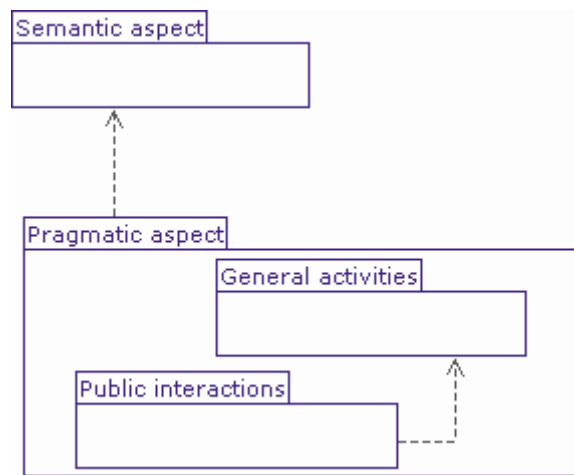 Semantic aspect
Pragmatic aspect
General activities
Public interactions